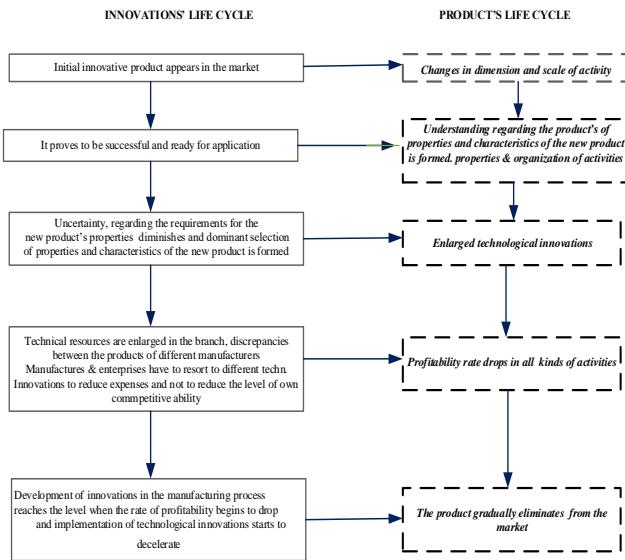 INNOVATIONS' LIFE CYCLE
PRODUCT'S LIFE CYCLE
Initial innovative product appears in the market
Changes in dimension and scale of activity
It proves to be successful and ready for application
Understanding regarding the product's of
properties and characteristics of the new product
is formed. properties & organization of activities
Uncertainty, regarding the requirements for the
new product's properties diminishes and dominant selection
of properties and characteristics of the new product is formed
Enlarged technological innovations
Technical resources are enlarged in the branch, discrepancies
between the products of different manufacturers
Manufactures & enterprises have to resort to different techn.
Innovations to reduce expenses and not to reduce the level of own
commpetitive ability
Profitability rate drops in all kinds of activities
Development of innovations in the manufacturing process
reaches the level when the rate of profitability begins to drop
and implementation of technological innovations starts to
decelerate
The product gradually eliminates from the
market